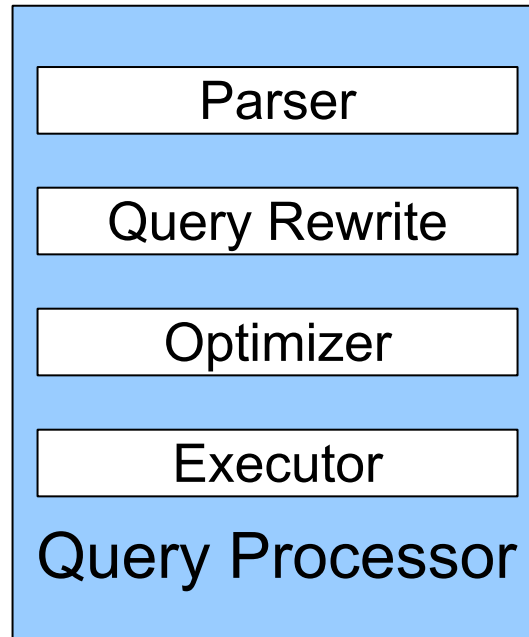 Parser
Query Rewrite
Optimizer
Executor
Query Processor